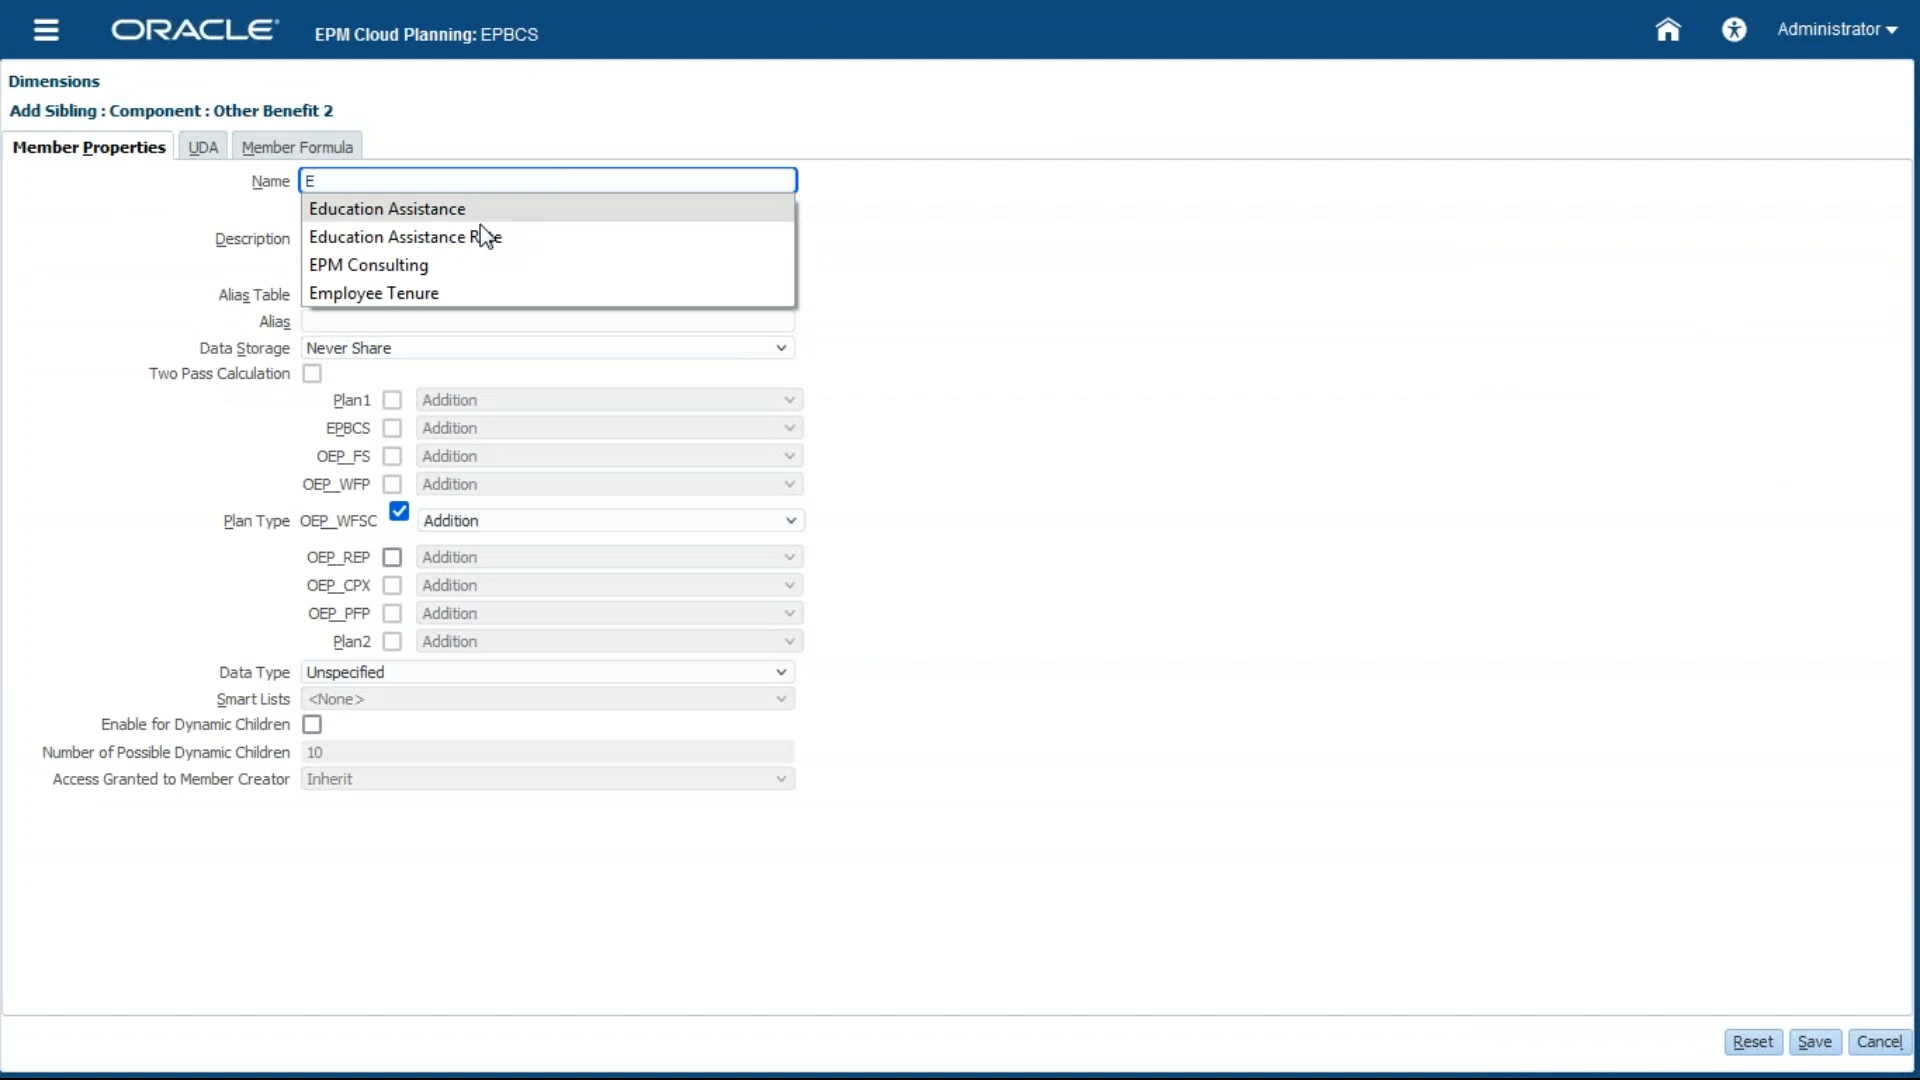 ORACLE
EPM Cloud Planning: EPBCS
Administrator
Dimensions
Add Sibling : Component : Other Benefit 2
Member Properties
UDA
Member Formula
Name E
Education Assistance
Description Education Assistance
EPM Consulting
Alias Table Employee Tenure
Alias
Data Storage Never Share
Two Pass Calculation
Plan1 Addition
EPBCS Addition
OEP_FS Addition
OEP_WFP Addition
Plan Type OEP_WFSC Addition
OEP_REP Addition
OEP_CPX Addition
OEP_PFP Addition
Plan2 Addition
Data Type Unspecified
Smart Lists <None>
Enable for Dynamic Children
Number of Possible Dynamic Children 10
Access Granted to Member Creator Inherit
Reset Save Cancel